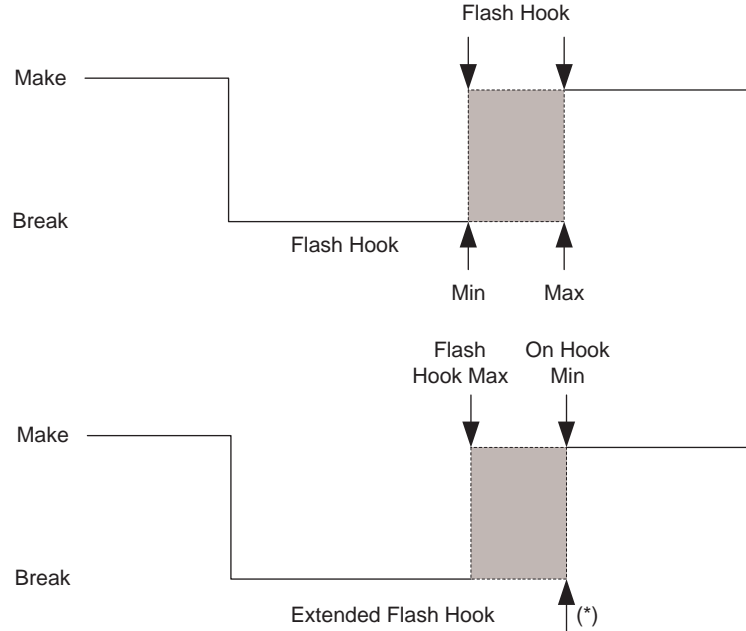 Flash Hook
Make
Break
Flash Hook
Min Max
Flash
Hook Max
On Hook
Min
Make
Break
Extended Flash Hook (*)